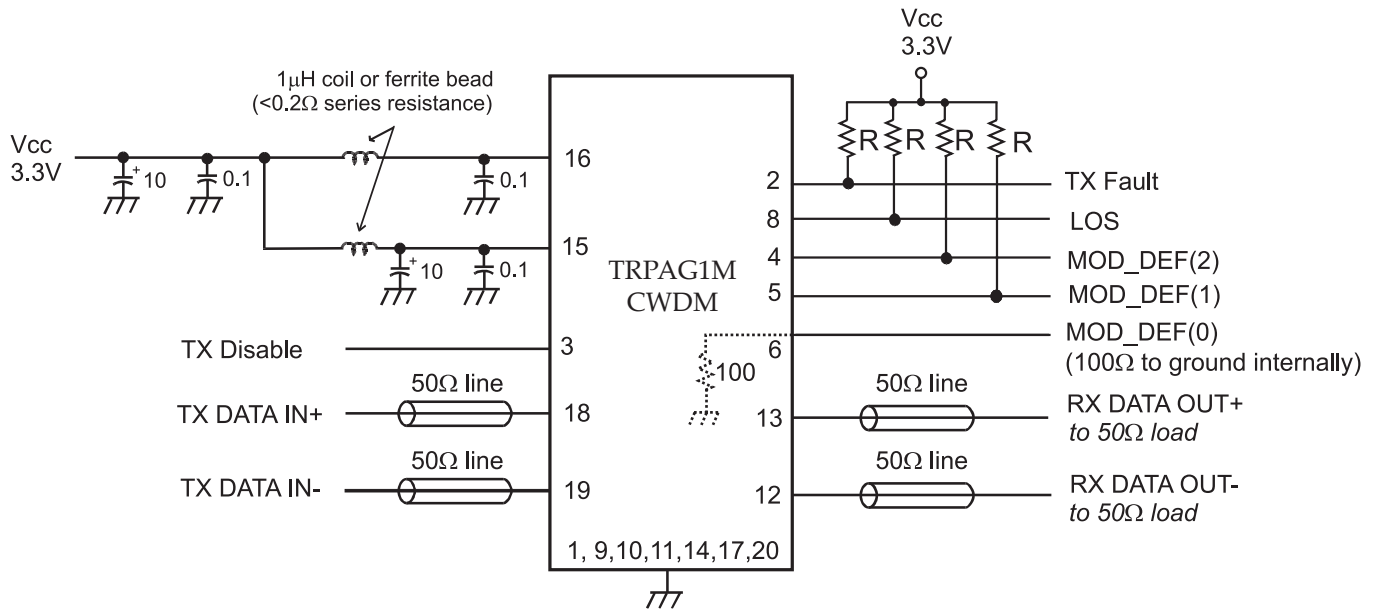 1μH coil or ferrite bead
(<0.2Ω series resistance)
Vcc
3.3V
+ 10
0.1
0.1
+ 10
0.1
16
15
TX Disable
3
50Ω line
TX DATA IN+
18
50Ω line
TX DATA IN-
19
TRPAG1M
CWDM
1, 9,10,11,14,17,20
Vcc
3.3V
R
R
R
R
2
TX Fault
8
LOS
4
MOD_DEF(2)
5
MOD_DEF(1)
6
MOD_DEF(0)
(100Ω to ground internally)
100
13
50Ω line
RX DATA OUT+
to 50Ω load
12
50Ω line
RX DATA OUT-
to 50Ω load